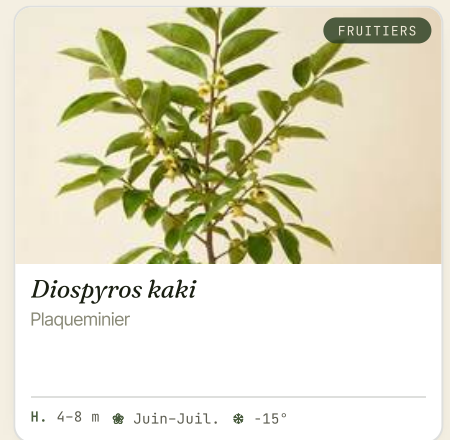 FRUITIERS
Diospyros kaki
Plaqueminier
H. 4–8 m ❀ Juin–Juil. ❄ -15°